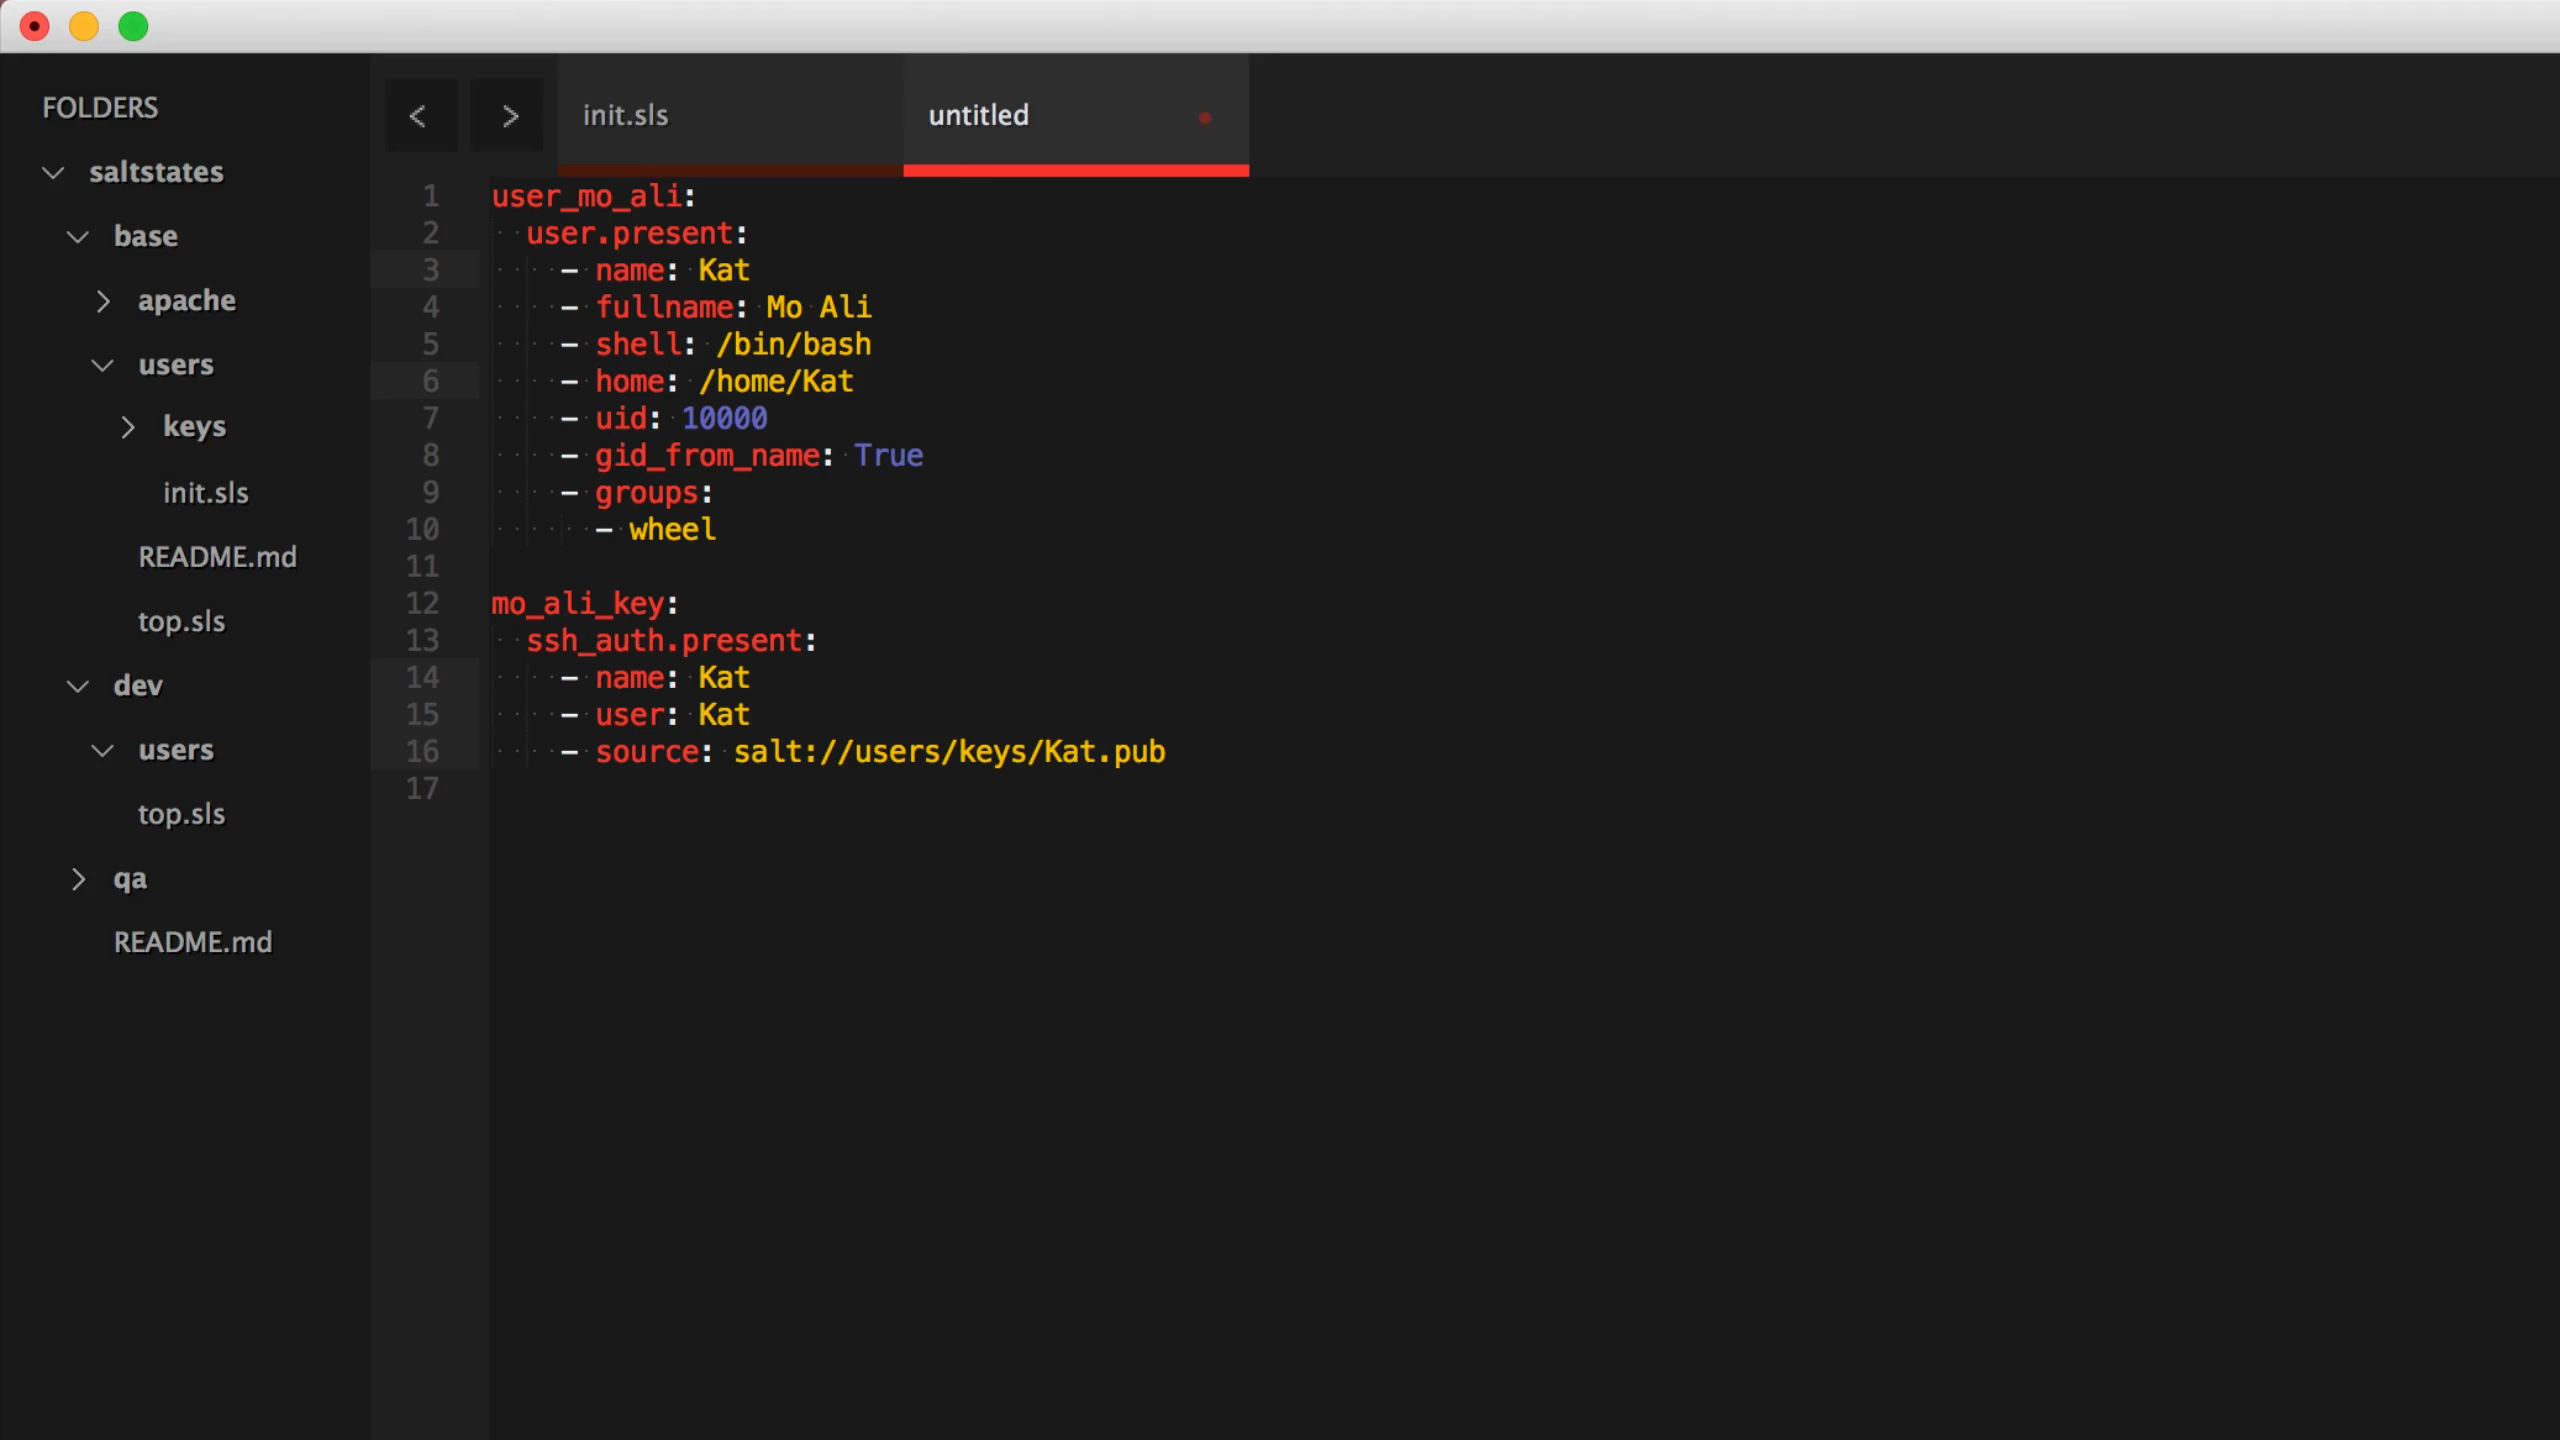 FOLDERS
saltstates
base
apache
users
keys
init.sls
README.md
top.sls
dev
users
top.sls
qa
README.md
< > init.sls untitled
1 user_mo_ali:
2 user.present:
3 - name: Kat
4 - fullname: Mo Ali
5 - shell: /bin/bash
6 - home: /home/Kat
7 - uid: 10000
8 - gid_from_name: True
9 - groups:
10 - wheel
11
12 mo_ali_key:
13 ssh_auth.present:
14 - name: Kat
15 - user: Kat
16 - source: salt://users/keys/Kat.pub
17